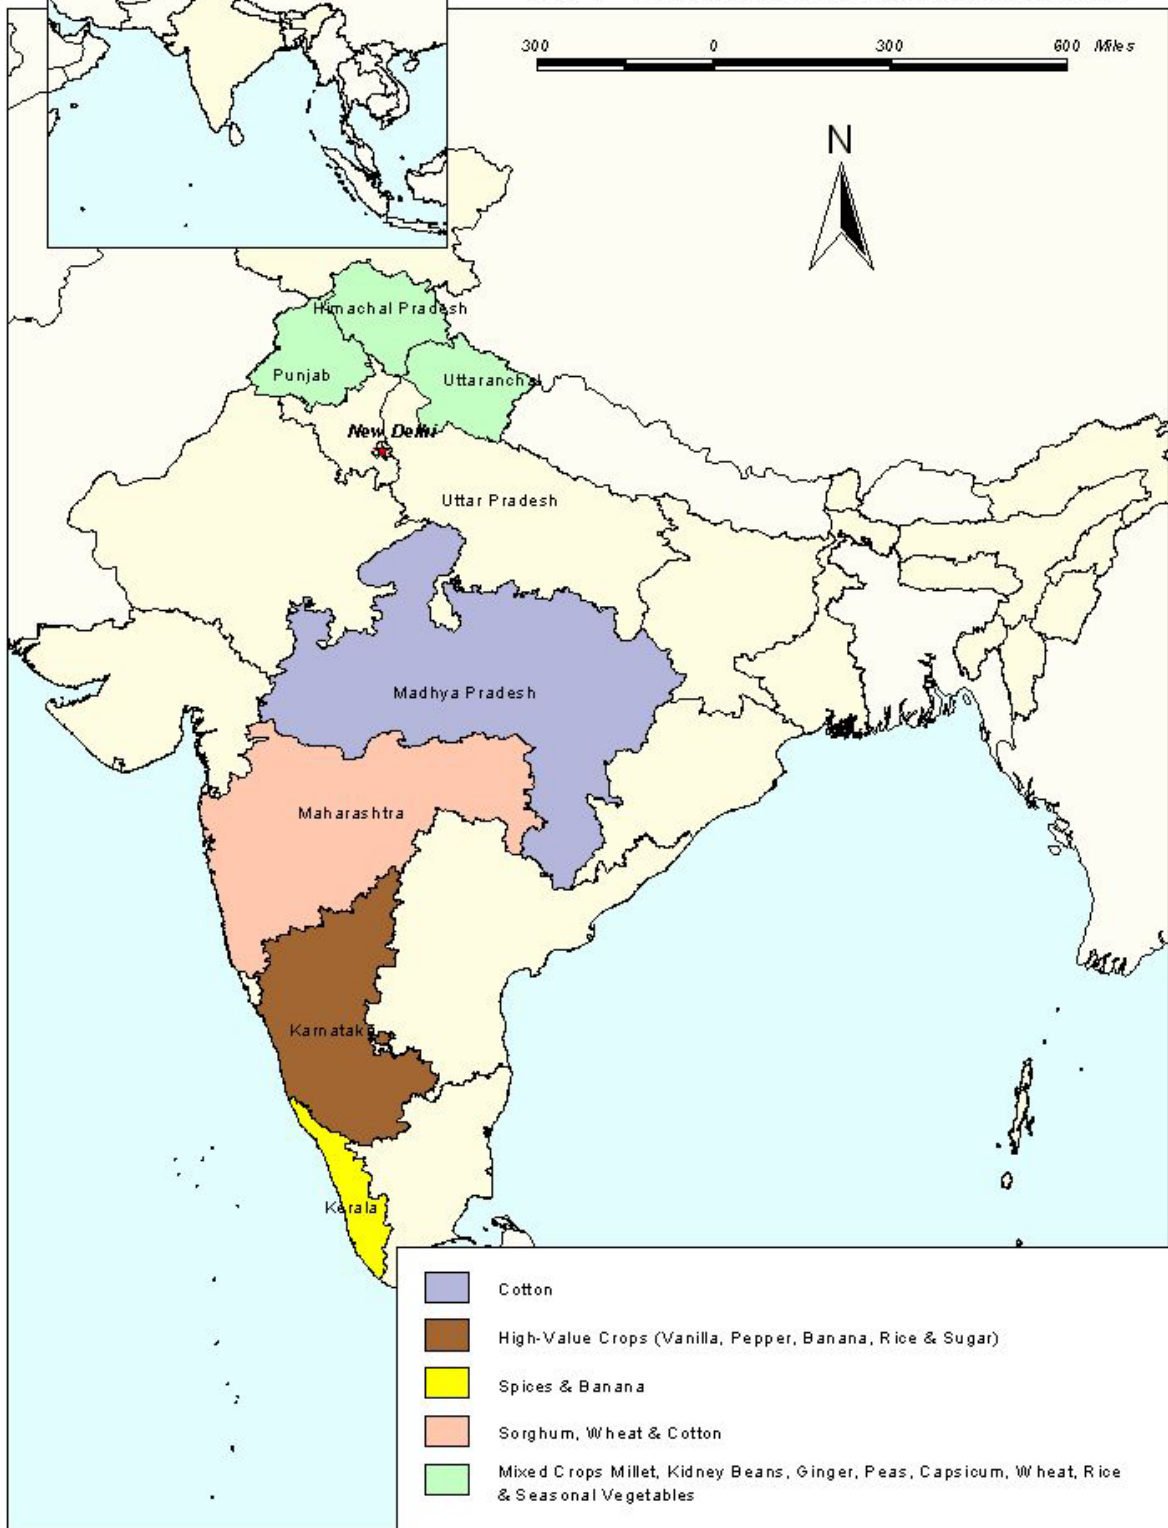 300 0 300 600 Miles
N
Himachal Pradesh
Punjab
Uttaranchal
New Delhi
Uttar Pradesh
Madhya Pradesh
Maharashtra
Karnataka
Kerala
Cotton
High-Value Crops (Vanilla, Pepper, Banana, Rice & Sugar)
Spices & Banana
Sorghum, Wheat & Cotton
Mixed Crops Millet, Kidney Beans, Ginger, Peas, Capsicum, Wheat, Rice
& Seasonal Vegetables